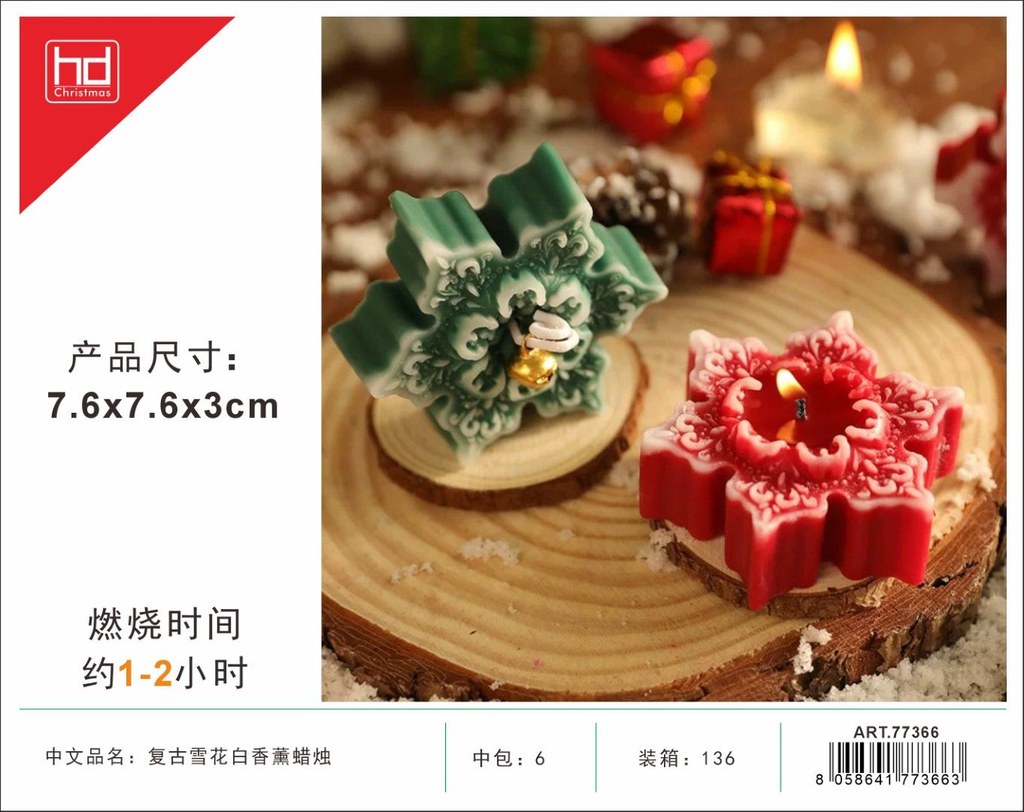 hd
Christmas
产品尺寸：
7.6x7.6x3cm
燃烧时间
约1-2小时
中文品名：复古雪花白香薰蜡烛
中包：6
装箱：136
ART.77366
8 058641 773663